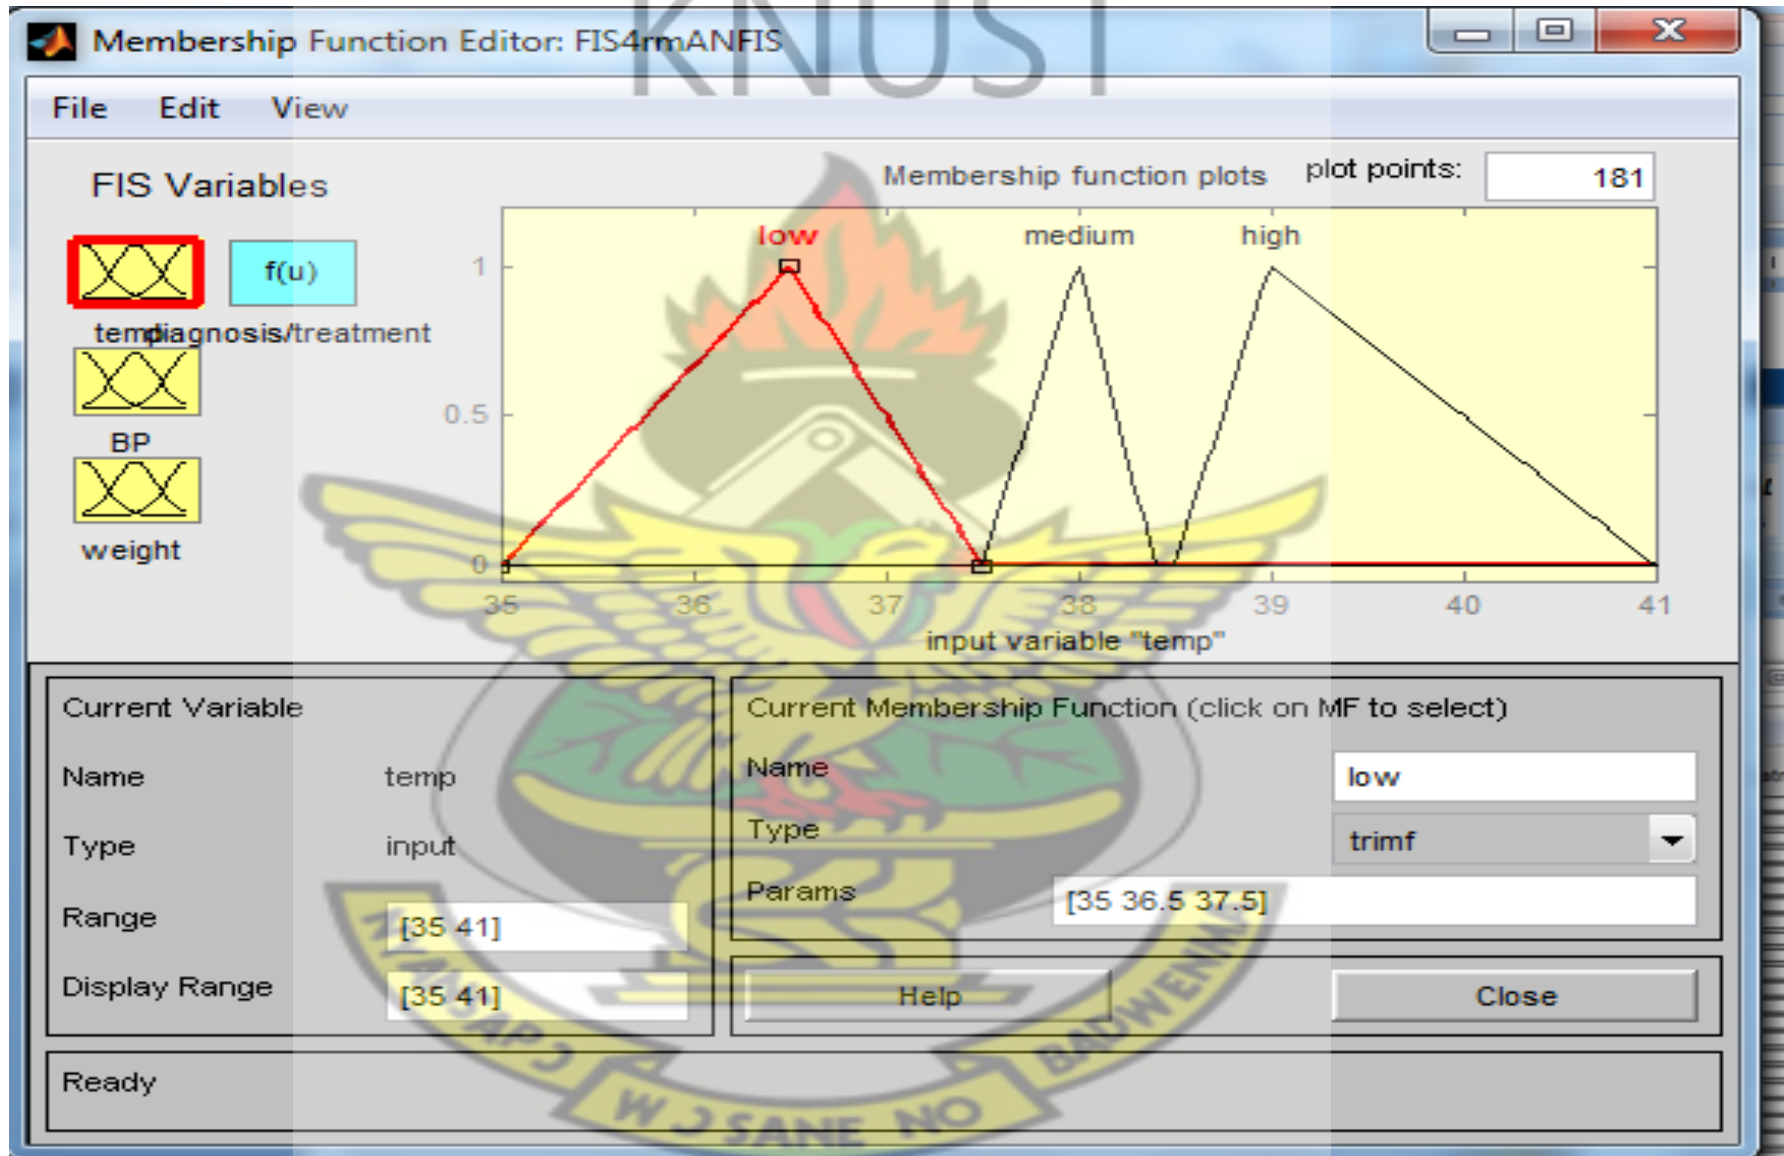 KNUST
Membership Function Editor: FIS4rmANFIS
File Edit View
FIS Variables
Membership function plots
plot points:
181
f(u)
temp
diagnosis/treatment
BP
weight
low
medium
high
1
0.5
0
35 36 37 38 39 40 41
input variable "temp"
Current Variable
Name temp
Type input
Range [35 41]
Display Range [35 41]
Current Membership Function (click on MF to select)
Name low
Type trimf
Params [35 36.5 37.5]
Help Close
Ready
W Ɔ SANE NO
BADWENMA